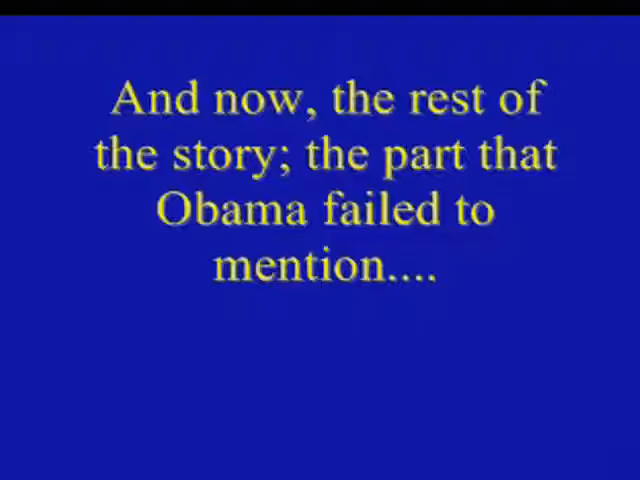 And now, the rest of
the story; the part that
Obama failed to
mention....